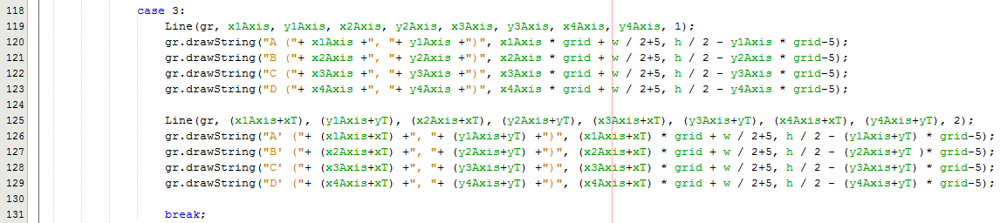 118 case 3:
119 Line(gr, x1Axis, y1Axis, x2Axis, y2Axis, x3Axis, y3Axis, x4Axis, y4Axis, 1);
120 gr.drawString("A ("+ x1Axis +", "+ y1Axis +")", x1Axis * grid + w / 2+5, h / 2 - y1Axis * grid-5);
121 gr.drawString("B ("+ x2Axis +", "+ y2Axis +")", x2Axis * grid + w / 2+5, h / 2 - y2Axis * grid-5);
122 gr.drawString("C ("+ x3Axis +", "+ y3Axis +")", x3Axis * grid + w / 2+5, h / 2 - y3Axis * grid-5);
123 gr.drawString("D ("+ x4Axis +", "+ y4Axis +")", x4Axis * grid + w / 2+5, h / 2 - y4Axis * grid-5);
124
125 Line(gr, (x1Axis+xT), (y1Axis+yT), (x2Axis+xT), (y2Axis+yT), (x3Axis+xT), (y3Axis+yT), (x4Axis+xT), (y4Axis+yT), 2);
126 gr.drawString("A' ("+ (x1Axis+xT) +", "+ (y1Axis+yT) +")", (x1Axis+xT) * grid + w / 2+5, h / 2 - (y1Axis+yT) * grid-5);
127 gr.drawString("B' ("+ (x2Axis+xT) +", "+ (y2Axis+yT) +")", (x2Axis+xT) * grid + w / 2+5, h / 2 - (y2Axis+yT )* grid-5);
128 gr.drawString("C' ("+ (x3Axis+xT) +", "+ (y3Axis+yT) +")", (x3Axis+xT) * grid + w / 2+5, h / 2 - (y3Axis+yT) * grid-5);
129 gr.drawString("D' ("+ (x4Axis+xT) +", "+ (y4Axis+yT) +")", (x4Axis+xT) * grid + w / 2+5, h / 2 - (y4Axis+yT) * grid-5);
130
131 break;